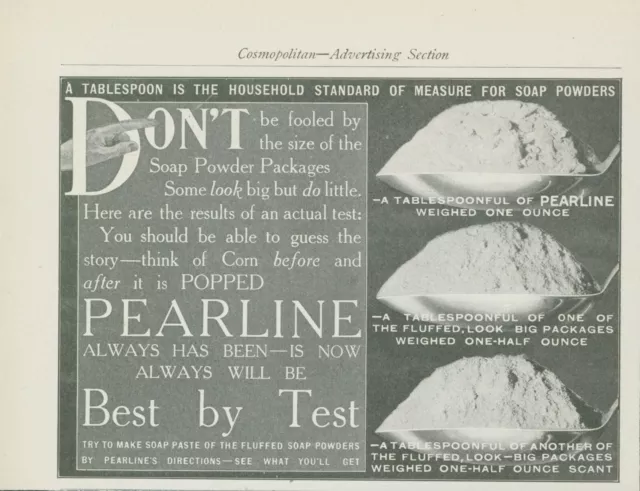 Cosmopolitan—Advertising Section
A TABLESPOON IS THE HOUSEHOLD STANDARD OF MEASURE FOR SOAP POWDERS
DON'T be fooled by
the size of the
Soap Powder Packages
Some look big but do little.
Here are the results of an actual test:
You should be able to guess the
story—think of Corn before and
after it is POPPED
PEARLINE
ALWAYS HAS BEEN—IS NOW
ALWAYS WILL BE
Best by Test
TRY TO MAKE SOAP PASTE OF THE FLUFFED SOAP POWDERS
BY PEARLINE'S DIRECTIONS—SEE WHAT YOU'LL GET
—A TABLESPOONFUL OF PEARLINE
WEIGHED ONE OUNCE
—A TABLESPOONFUL OF ONE OF
THE FLUFFED, LOOK-BIG PACKAGES
WEIGHED ONE-HALF OUNCE
—A TABLESPOONFUL OF ANOTHER OF
THE FLUFFED, LOOK-BIG PACKAGES
WEIGHED ONE-HALF OUNCE SCANT